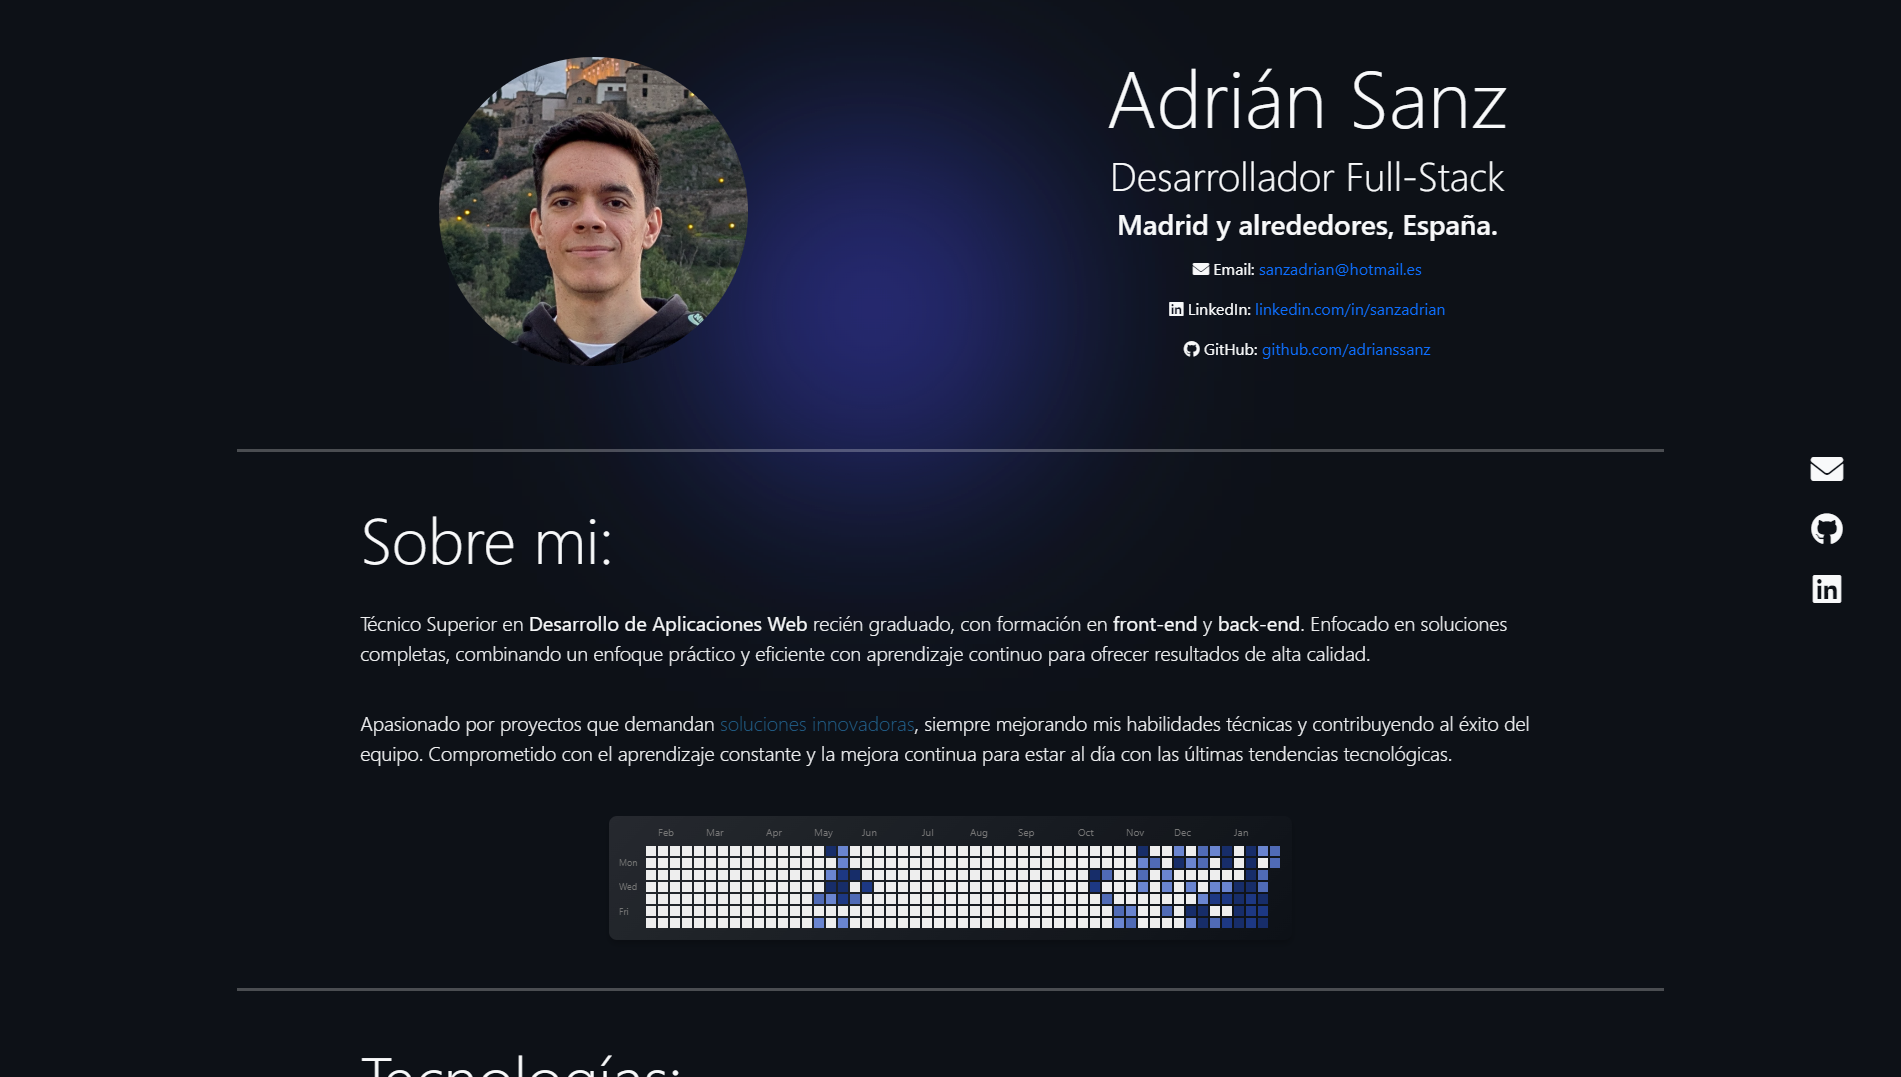 Adrián Sanz
Desarrollador Full-Stack
Madrid y alrededores, España.
Email: sanzadrian@hotmail.es
LinkedIn: linkedin.com/in/sanzadrian
GitHub: github.com/adrianssanz
Sobre mi:
Técnico Superior en Desarrollo de Aplicaciones Web recién graduado, con formación en front-end y back-end. Enfocado en soluciones
completas, combinando un enfoque práctico y eficiente con aprendizaje continuo para ofrecer resultados de alta calidad.
Apasionado por proyectos que demandan soluciones innovadoras, siempre mejorando mis habilidades técnicas y contribuyendo al éxito del
equipo. Comprometido con el aprendizaje constante y la mejora continua para estar al día con las últimas tendencias tecnológicas.
Feb Mar Apr May Jun Jul Aug Sep Oct Nov Dec Jan
Mon
Wed
Fri
Tecnologías: